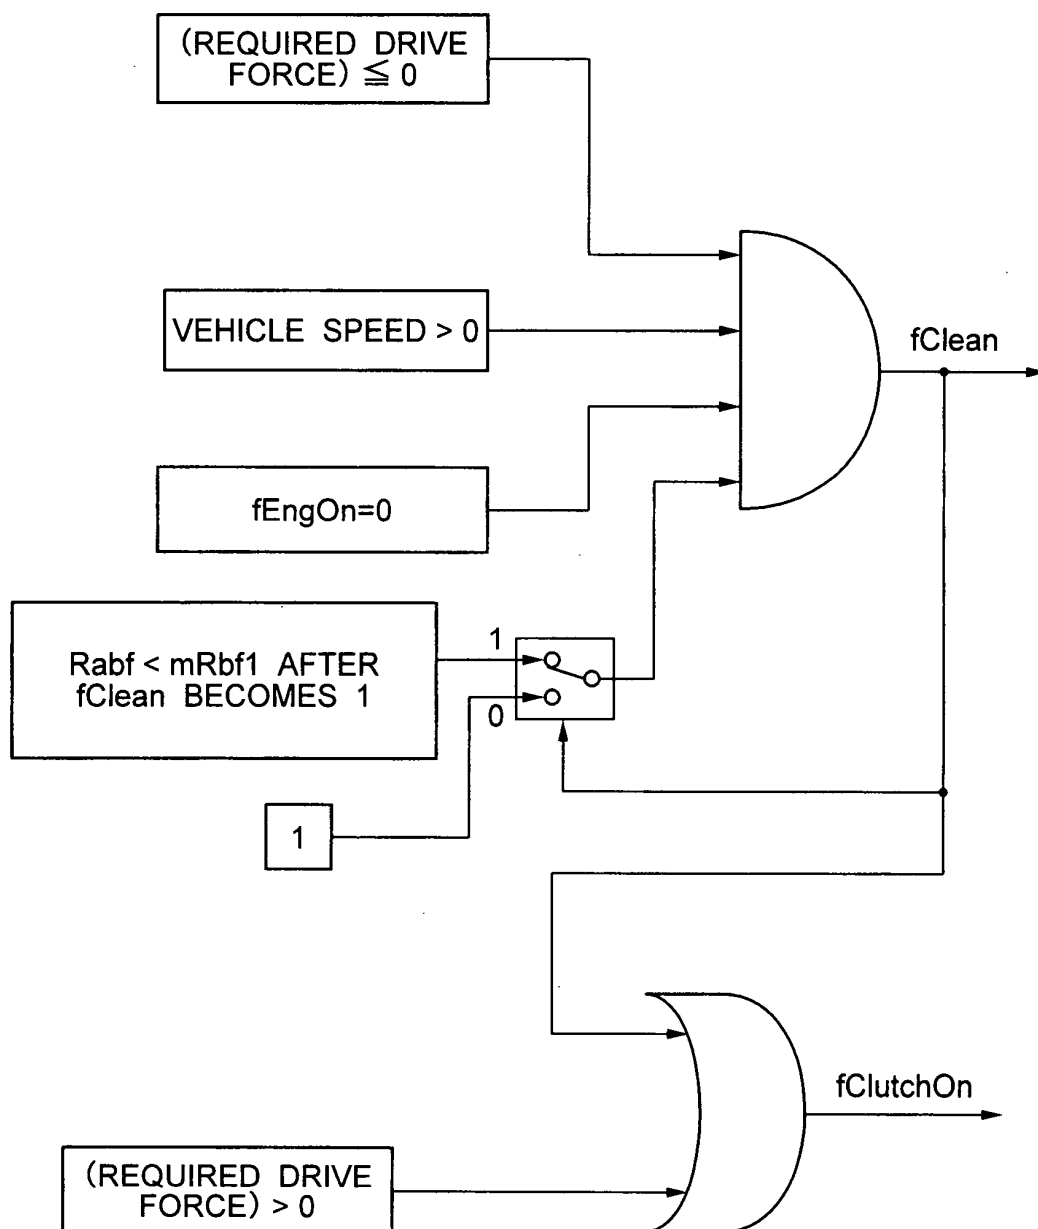 (REQUIRED DRIVE
FORCE) ≦ 0
VEHICLE SPEED > 0
fClean
fEngOn=0
Rabf < mRbf1 AFTER
fClean BECOMES 1
1
0
1
fClutchOn
(REQUIRED DRIVE
FORCE) > 0